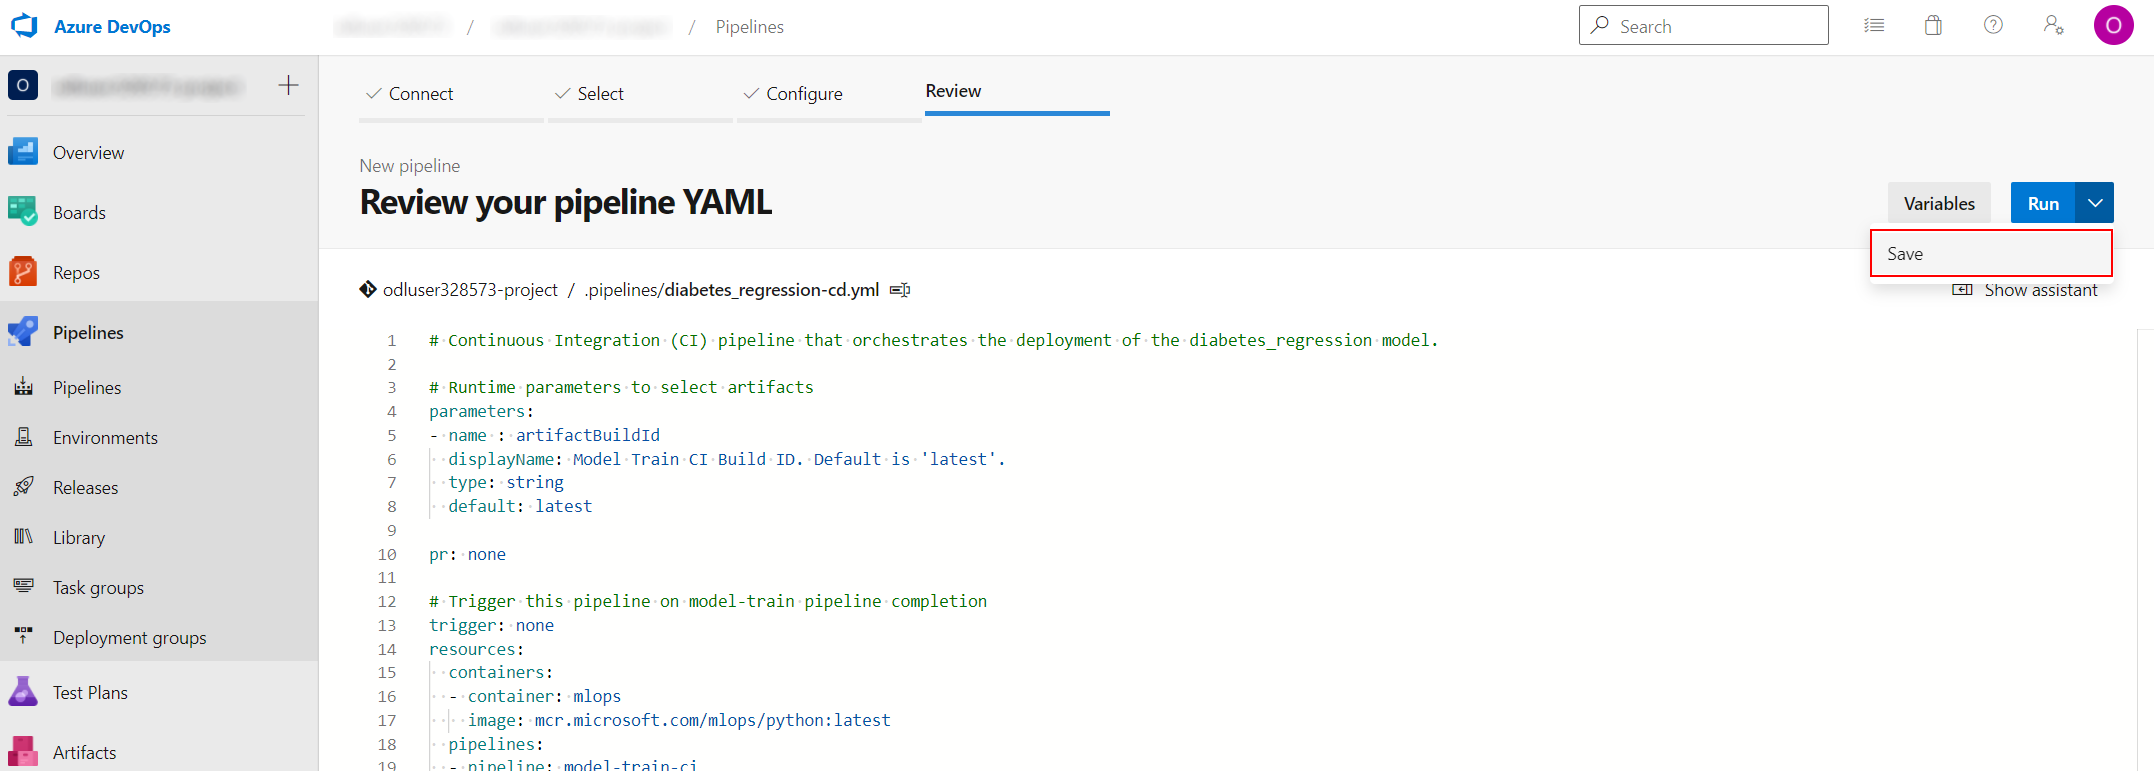 Azure DevOps
/ / Pipelines
Search
O
O
Connect
Select
Configure
Review
Overview
Boards
Repos
Pipelines
Pipelines
Environments
Releases
Library
Task groups
Deployment groups
Test Plans
Artifacts
New pipeline
Review your pipeline YAML
Variables
Run
Save
odluser328573-project / .pipelines/diabetes_regression-cd.yml
Show assistant
1 # Continuous Integration (CI) pipeline that orchestrates the deployment of the diabetes_regression model.
2
3 # Runtime parameters to select artifacts
4 parameters:
5 - name : artifactBuildId
6 displayName: Model Train CI Build ID. Default is 'latest'.
7 type: string
8 default: latest
9
10 pr: none
11
12 # Trigger this pipeline on model-train pipeline completion
13 trigger: none
14 resources:
15 containers:
16 - container: mlops
17 image: mcr.microsoft.com/mlops/python:latest
18 pipelines:
19 - pipeline: model-train-ci